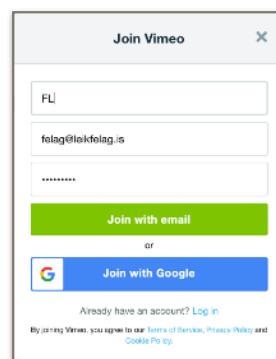 Join Vimeo
FL
felag@leikfelag.is
•••••••••
Join with email
or
G Join with Google
Already have an account? Log in
By joining Vimeo, you agree to our Terms of Service, Privacy Policy and
Cookie Policy.